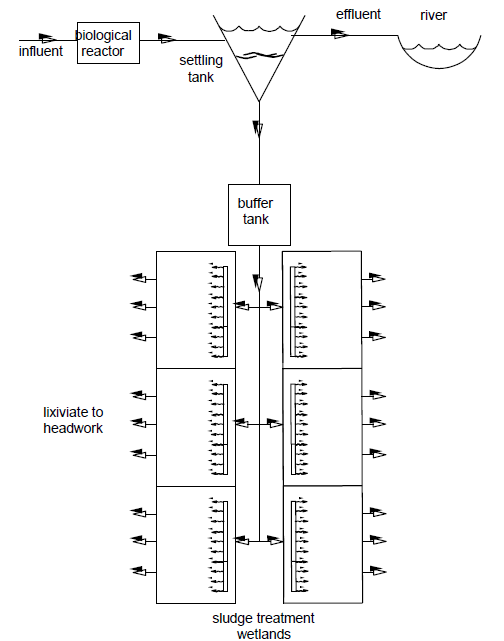 influent
biological
reactor
settling
tank
effluent
river
buffer
tank
lixiviate to
headwork
sludge treatment
wetlands